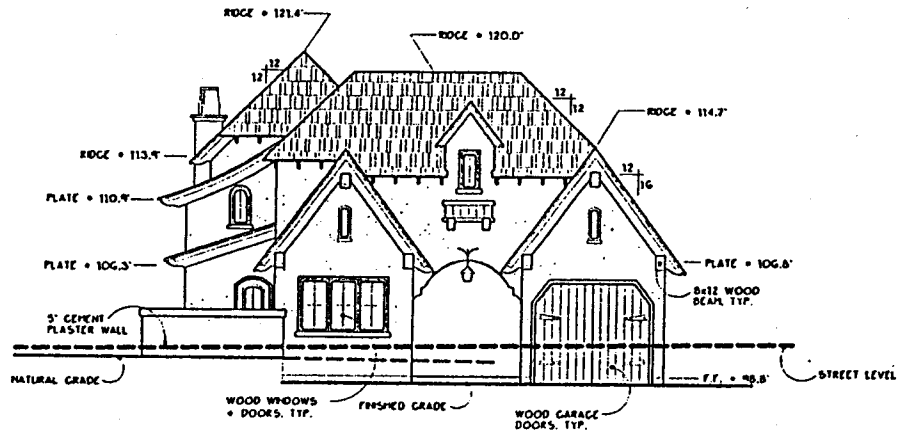 RIDGE • 121.4'
RIDGE • 120.0'
12
12
12
12
RIDGE • 114.7'
RIDGE • 113.9'
12
16
PLATE • 110.9'
PLATE • 106.3'
PLATE • 106.8'
8x12 WOOD
BEAM, TYP.
5' CEMENT
PLASTER WALL
NATURAL GRADE
STREET LEVEL
F.F. • 98.8'
WOOD WINDOWS
+ DOORS, TYP.
FINISHED GRADE
WOOD GARAGE
DOORS, TYP.